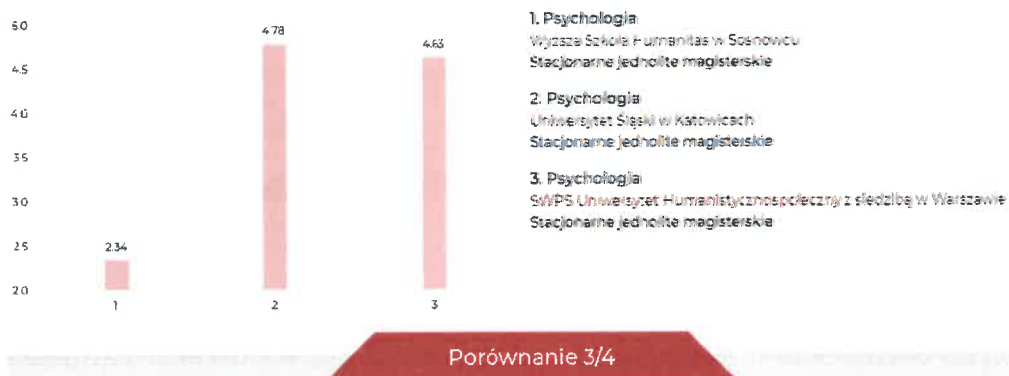 5.0
4.5
4.0
3.5
3.0
2.5
2.0
2.34
4.78
4.63
1
2
3
1. Psychologia
Wyższa Szkoła Humanitas w Sosnowcu
Stacjonarne jednolite magisterskie
2. Psychologia
Uniwersytet Śląski w Katowicach
Stacjonarne jednolite magisterskie
3. Psychologia
SWPS Uniwersytet Humanistycznospołeczny z siedzibą w Warszawie
Stacjonarne jednolite magisterskie
Porównanie 3/4